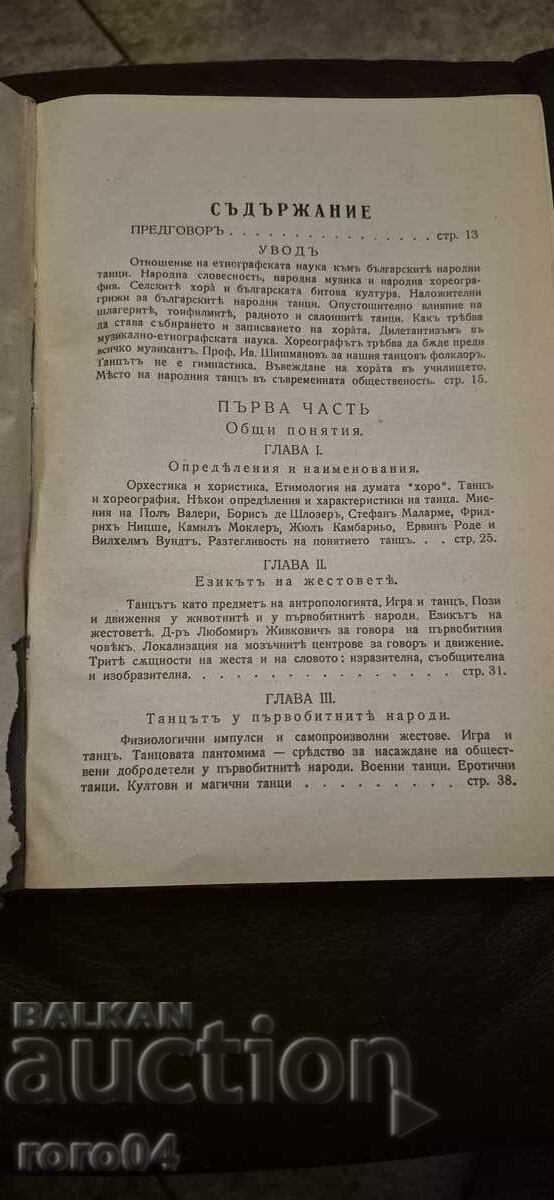 СЪДЪРЖАНИЕ
ПРЕДГОВОРЪ . . . . . . . . . . . . . . . . стр. 13
УВОДЪ
Отношение на етнографската наука къмъ българскитѣ народни
танци. Народна словесность, народна музика и народна хореогра-
фия. Селскитѣ хора̀ и българската битова култура. Наложителни
грижи за българскитѣ народни танци. Опустошително влияние на
шлагеритѣ, тонфилмитѣ, радиото и салоннитѣ танци. Какъ трѣбва
да става събирането и записването на хора̀та. Дилетантизъмъ въ
музикално-етнографската наука. Хореографътъ трѣбва да бѫде преди
всичко музикантъ. Проф. Ив. Шишмановъ за нашия танцовъ фолклоръ.
Танцътъ не е гимнастика. Въвеждане на хора̀та въ училището.
Мѣсто на народния танцъ въ съвременната общественость. стр. 15.
ПЪРВА ЧАСТЬ
Общи понятия.
ГЛАВА I.
Опредѣления и наименования.
Орхестика и хористика. Етимология на думата “хоро”. Танцъ
и хореография. Нѣкои опредѣления и характеристики на танца. Мне-
ния на Полъ Валери, Борисъ де Шлозеръ, Стефанъ Маларме, Фрид-
рихъ Ницше, Камилъ Моклеръ, Жюлъ Камбарийо, Ервинъ Роде и
Вилхелмъ Вундтъ. Разтегливость на понятието танцъ. . . стр. 25.
ГЛАВА II.
Езикътъ на жестоветѣ.
Танцътъ като предметъ на антропологията. Игра и танцъ. Пози
и движения у животнитѣ и у първобитнитѣ народи. Езикътъ на
жестоветѣ. Д-ръ Любомиръ Живковичъ за говора на първобитния
човѣкъ. Локализация на мозъчнитѣ центрове за говоръ и движение.
Тритѣ сѫщности на жеста и на словото: изразителна, съобщителна
и изобразителна. . . . . . . . . . . . . . . . стр. 31.
ГЛАВА III.
Танцътъ у първобитнитѣ народи.
Физиологични импулси и самопроизволни жестове. Игра и
танцъ. Танцовата пантомима — срѣдство за насаждане на общест-
вени добродетели у първобитнитѣ народи. Военни танци. Еротични
танци. Култови и магични танци . . . . . . . . . стр. 38.
BALKAN
auction
roro04